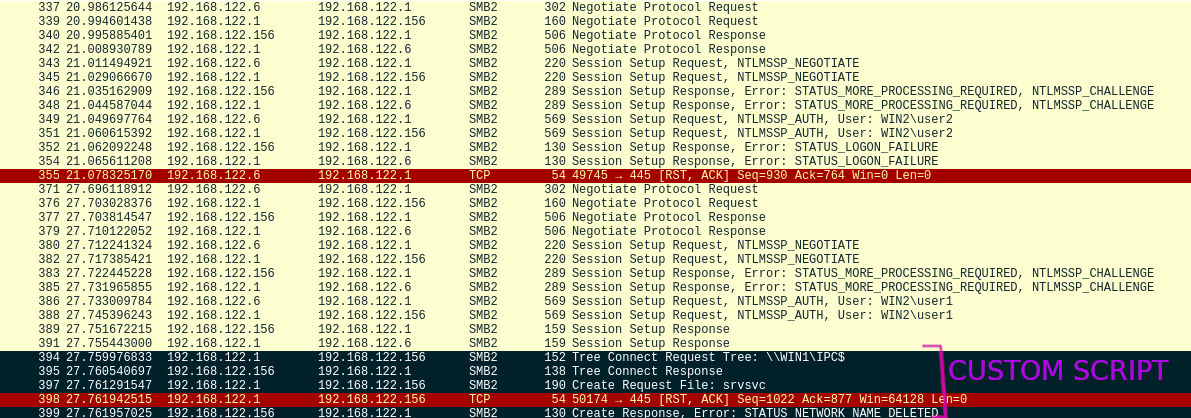 337 20.986125644 192.168.122.6 192.168.122.1 SMB2 302 Negotiate Protocol Request
339 20.994601438 192.168.122.1 192.168.122.156 SMB2 160 Negotiate Protocol Request
340 20.995885401 192.168.122.156 192.168.122.1 SMB2 506 Negotiate Protocol Response
342 21.008930789 192.168.122.1 192.168.122.6 SMB2 506 Negotiate Protocol Response
343 21.011494921 192.168.122.6 192.168.122.1 SMB2 220 Session Setup Request, NTLMSSP_NEGOTIATE
345 21.029066670 192.168.122.1 192.168.122.156 SMB2 220 Session Setup Request, NTLMSSP_NEGOTIATE
346 21.035162909 192.168.122.156 192.168.122.1 SMB2 289 Session Setup Response, Error: STATUS_MORE_PROCESSING_REQUIRED, NTLMSSP_CHALLENGE
348 21.044587044 192.168.122.1 192.168.122.6 SMB2 289 Session Setup Response, Error: STATUS_MORE_PROCESSING_REQUIRED, NTLMSSP_CHALLENGE
349 21.049697764 192.168.122.6 192.168.122.1 SMB2 569 Session Setup Request, NTLMSSP_AUTH, User: WIN2\user2
351 21.060615392 192.168.122.1 192.168.122.156 SMB2 569 Session Setup Request, NTLMSSP_AUTH, User: WIN2\user2
352 21.062092248 192.168.122.156 192.168.122.1 SMB2 130 Session Setup Response, Error: STATUS_LOGON_FAILURE
354 21.065611208 192.168.122.1 192.168.122.6 SMB2 130 Session Setup Response, Error: STATUS_LOGON_FAILURE
355 21.078325170 192.168.122.6 192.168.122.1 TCP 54 49745 → 445 [RST, ACK] Seq=930 Ack=764 Win=0 Len=0
371 27.696118912 192.168.122.6 192.168.122.1 SMB2 302 Negotiate Protocol Request
376 27.703028376 192.168.122.1 192.168.122.156 SMB2 160 Negotiate Protocol Request
377 27.703814547 192.168.122.156 192.168.122.1 SMB2 506 Negotiate Protocol Response
379 27.710122052 192.168.122.1 192.168.122.6 SMB2 506 Negotiate Protocol Response
380 27.712241324 192.168.122.6 192.168.122.1 SMB2 220 Session Setup Request, NTLMSSP_NEGOTIATE
382 27.717385421 192.168.122.1 192.168.122.156 SMB2 220 Session Setup Request, NTLMSSP_NEGOTIATE
383 27.722445228 192.168.122.156 192.168.122.1 SMB2 289 Session Setup Response, Error: STATUS_MORE_PROCESSING_REQUIRED, NTLMSSP_CHALLENGE
385 27.731965855 192.168.122.1 192.168.122.6 SMB2 289 Session Setup Response, Error: STATUS_MORE_PROCESSING_REQUIRED, NTLMSSP_CHALLENGE
386 27.733009784 192.168.122.6 192.168.122.1 SMB2 569 Session Setup Request, NTLMSSP_AUTH, User: WIN2\user1
388 27.745396243 192.168.122.1 192.168.122.156 SMB2 569 Session Setup Request, NTLMSSP_AUTH, User: WIN2\user1
389 27.751672215 192.168.122.156 192.168.122.1 SMB2 159 Session Setup Response
391 27.755443000 192.168.122.1 192.168.122.6 SMB2 159 Session Setup Response
394 27.759976833 192.168.122.1 192.168.122.156 SMB2 152 Tree Connect Request Tree: \\WIN1\IPC$
395 27.760540697 192.168.122.156 192.168.122.1 SMB2 138 Tree Connect Response
CUSTOM SCRIPT
397 27.761291547 192.168.122.1 192.168.122.156 SMB2 190 Create Request File: srvsvc
398 27.761942515 192.168.122.1 192.168.122.156 TCP 54 50174 → 445 [RST, ACK] Seq=1022 Ack=877 Win=64128 Len=0
399 27.761957025 192.168.122.156 192.168.122.1 SMB2 130 Create Response, Error: STATUS_NETWORK_NAME_DELETED